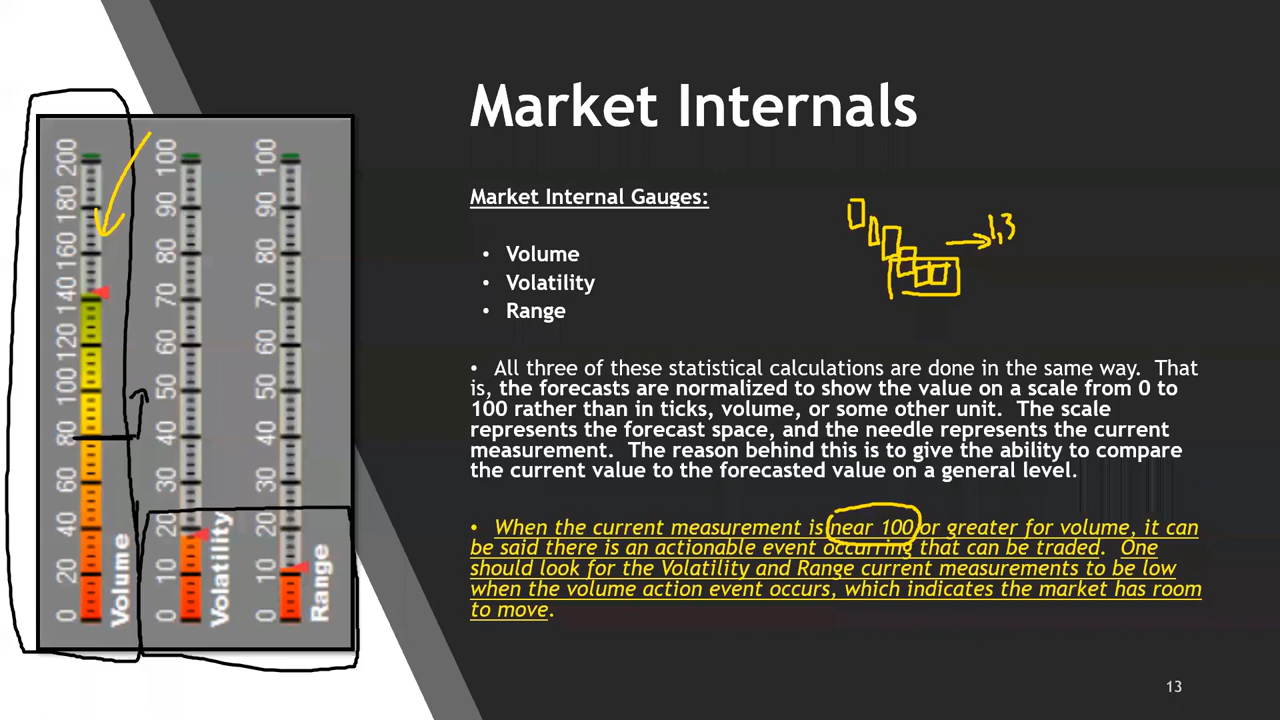 Market Internals
Market Internal Gauges:
• Volume
• Volatility
• Range
• All three of these statistical calculations are done in the same way. That
is, the forecasts are normalized to show the value on a scale from 0 to
100 rather than in ticks, volume, or some other unit. The scale
represents the forecast space, and the needle represents the current
measurement. The reason behind this is to give the ability to compare
the current value to the forecasted value on a general level.
• When the current measurement is near 100 or greater for volume, it can
be said there is an actionable event occurring that can be traded. One
should look for the Volatility and Range current measurements to be low
when the volume action event occurs, which indicates the market has room
to move.
1,3
0 20 40 60 80 100 120 140 160 180 200
Volume
0 10 20 30 40 50 60 70 80 90 100
Volatility
0 10 20 30 40 50 60 70 80 90 100
Range
13